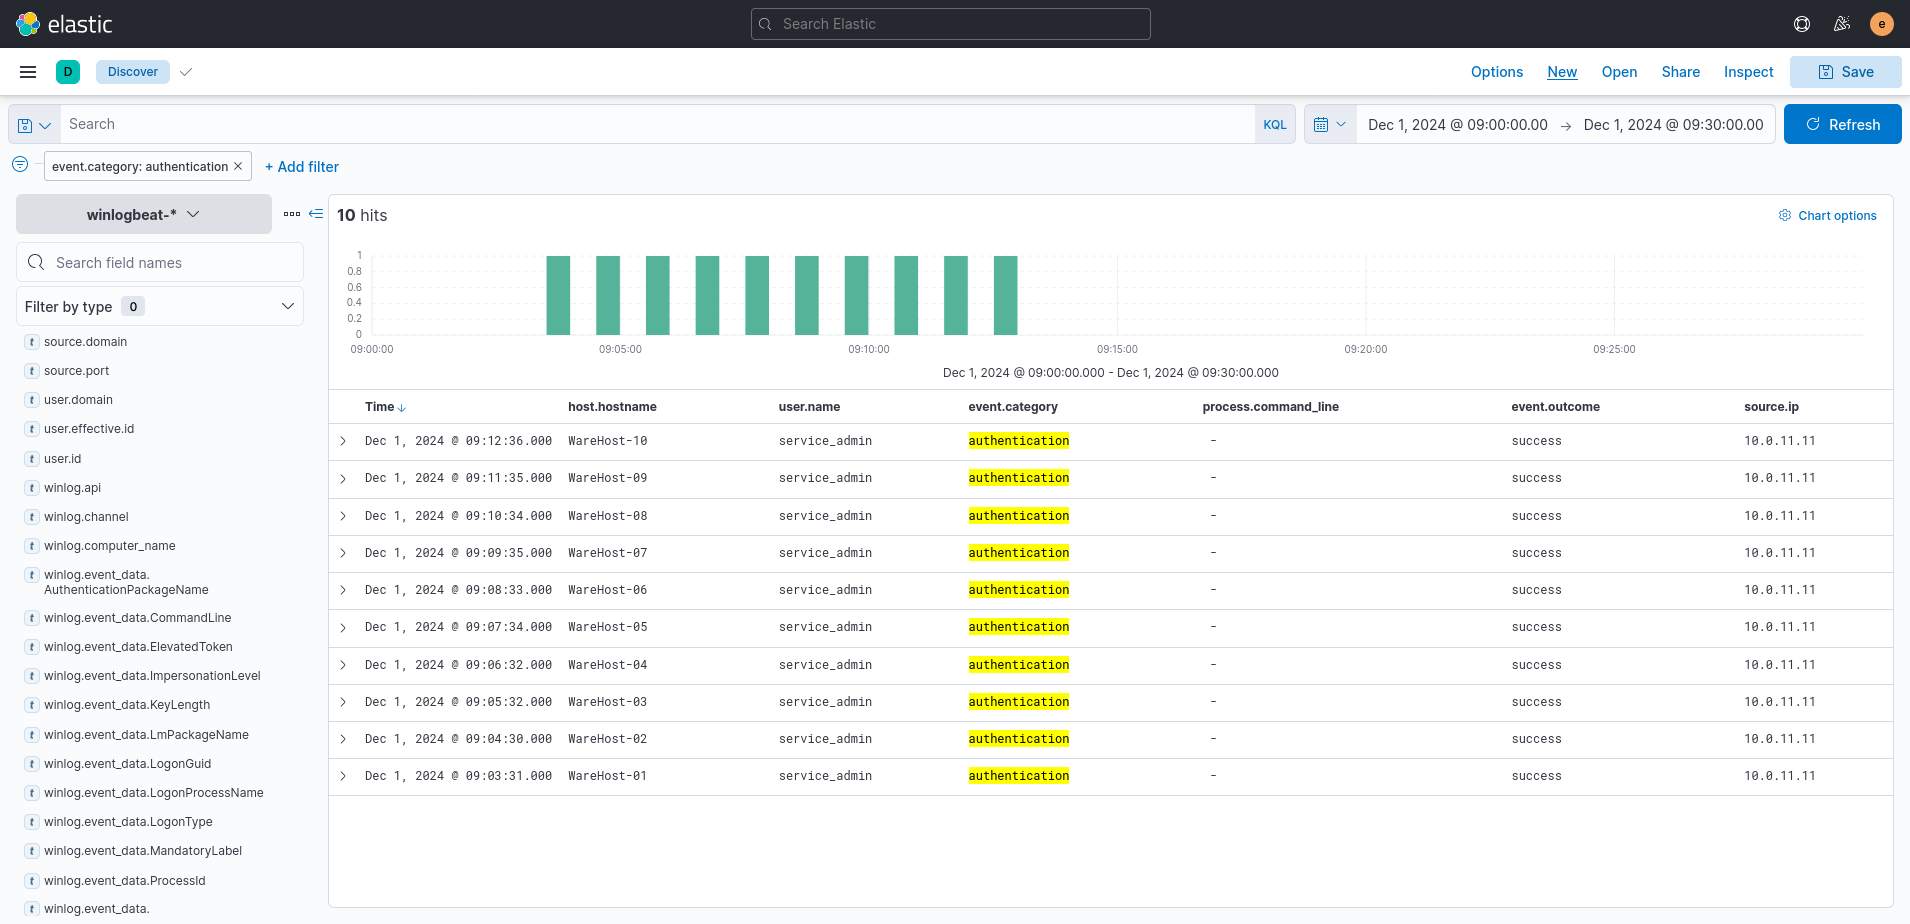 elastic
Search Elastic
e
D Discover
Options New Open Share Inspect Save
Search KQL Dec 1, 2024 @ 09:00:00.00 → Dec 1, 2024 @ 09:30:00.00 Refresh
event.category: authentication × + Add filter
winlogbeat-*
10 hits Chart options
Search field names
Filter by type 0
t source.domain
t source.port
t user.domain
t user.effective.id
t user.id
t winlog.api
t winlog.channel
t winlog.computer_name
t winlog.event_data.
AuthenticationPackageName
t winlog.event_data.CommandLine
t winlog.event_data.ElevatedToken
t winlog.event_data.ImpersonationLevel
t winlog.event_data.KeyLength
t winlog.event_data.LmPackageName
t winlog.event_data.LogonGuid
t winlog.event_data.LogonProcessName
t winlog.event_data.LogonType
t winlog.event_data.MandatoryLabel
t winlog.event_data.ProcessId
t winlog.event_data.
1
0.8
0.6
0.4
0.2
0
09:00:00 09:05:00 09:10:00 09:15:00 09:20:00 09:25:00
Dec 1, 2024 @ 09:00:00.000 - Dec 1, 2024 @ 09:30:00.000
Time ↓ host.hostname user.name event.category process.command_line event.outcome source.ip
Dec 1, 2024 @ 09:12:36.000 WareHost-10 service_admin authentication - success 10.0.11.11
Dec 1, 2024 @ 09:11:35.000 WareHost-09 service_admin authentication - success 10.0.11.11
Dec 1, 2024 @ 09:10:34.000 WareHost-08 service_admin authentication - success 10.0.11.11
Dec 1, 2024 @ 09:09:35.000 WareHost-07 service_admin authentication - success 10.0.11.11
Dec 1, 2024 @ 09:08:33.000 WareHost-06 service_admin authentication - success 10.0.11.11
Dec 1, 2024 @ 09:07:34.000 WareHost-05 service_admin authentication - success 10.0.11.11
Dec 1, 2024 @ 09:06:32.000 WareHost-04 service_admin authentication - success 10.0.11.11
Dec 1, 2024 @ 09:05:32.000 WareHost-03 service_admin authentication - success 10.0.11.11
Dec 1, 2024 @ 09:04:30.000 WareHost-02 service_admin authentication - success 10.0.11.11
Dec 1, 2024 @ 09:03:31.000 WareHost-01 service_admin authentication - success 10.0.11.11